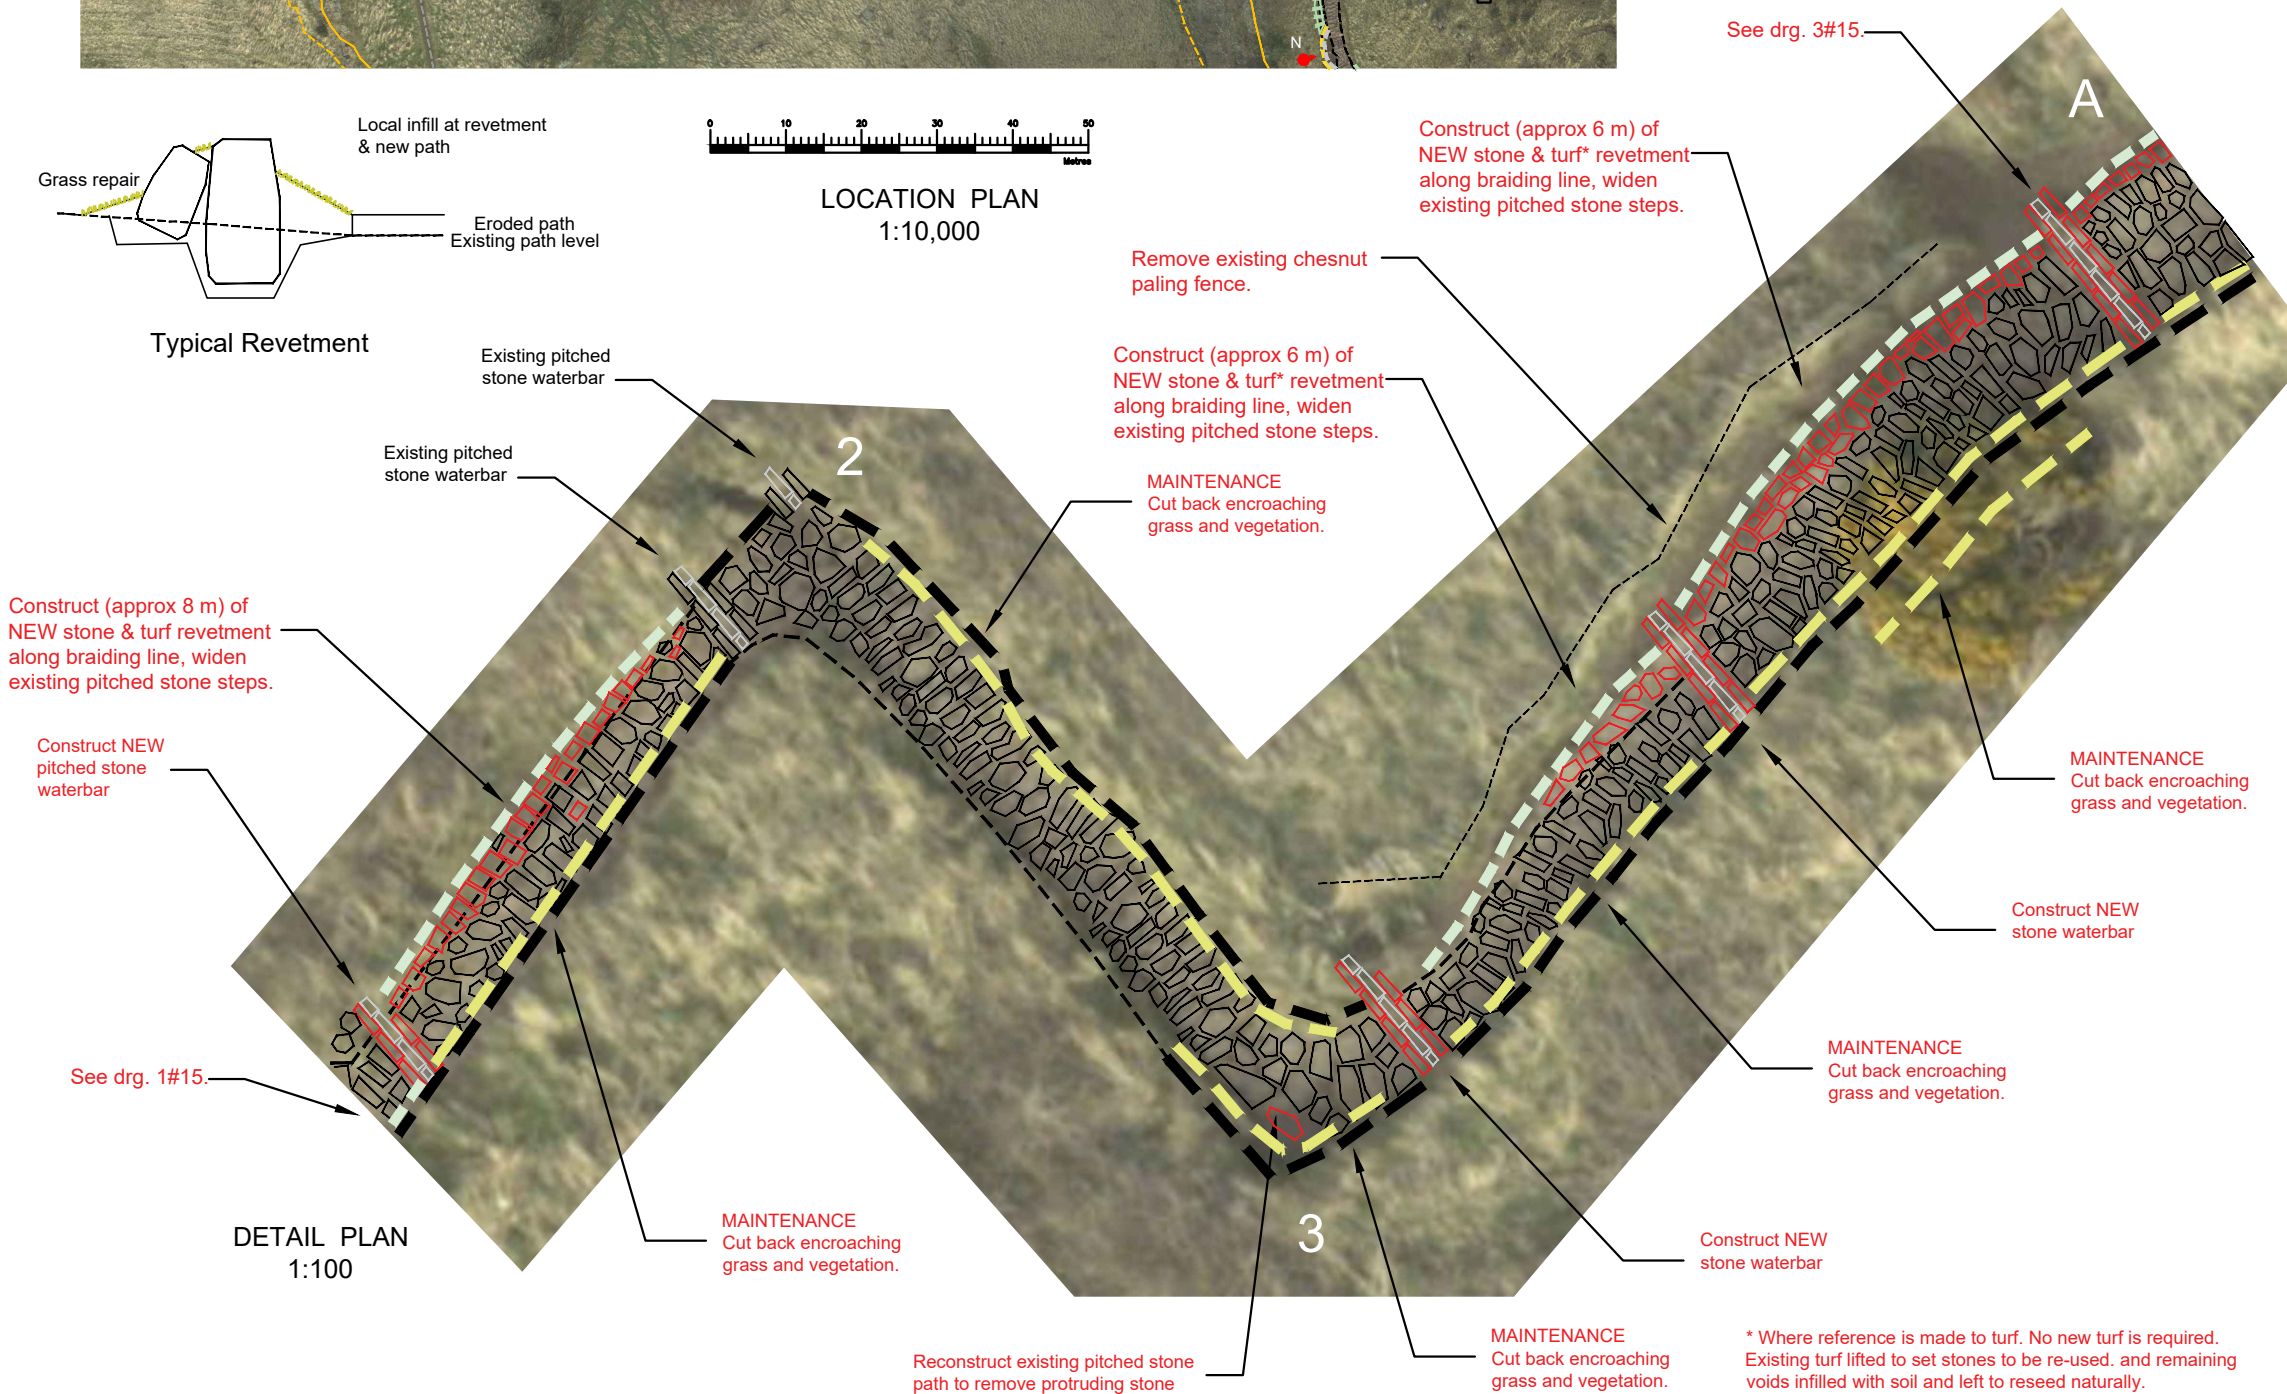 N
See drg. 3#15.
A
Local infill at revetment
& new path
Grass repair
Eroded path
Existing path level
Typical Revetment
0 10 20 30 40 50
Metres
LOCATION PLAN
1:10,000
Construct (approx 6 m) of
NEW stone & turf* revetment
along braiding line, widen
existing pitched stone steps.
Remove existing chesnut
paling fence.
Construct (approx 6 m) of
NEW stone & turf* revetment
along braiding line, widen
existing pitched stone steps.
Existing pitched
stone waterbar
2
Existing pitched
stone waterbar
MAINTENANCE
Cut back encroaching
grass and vegetation.
Construct (approx 8 m) of
NEW stone & turf revetment
along braiding line, widen
existing pitched stone steps.
Construct NEW
pitched stone
waterbar
MAINTENANCE
Cut back encroaching
grass and vegetation.
Construct NEW
stone waterbar
See drg. 1#15.
MAINTENANCE
Cut back encroaching
grass and vegetation.
DETAIL PLAN
1:100
MAINTENANCE
Cut back encroaching
grass and vegetation.
3
Construct NEW
stone waterbar
Reconstruct existing pitched stone
path to remove protruding stone
MAINTENANCE
Cut back encroaching
grass and vegetation.
* Where reference is made to turf. No new turf is required.
Existing turf lifted to set stones to be re-used. and remaining
voids infilled with soil and left to reseed naturally.